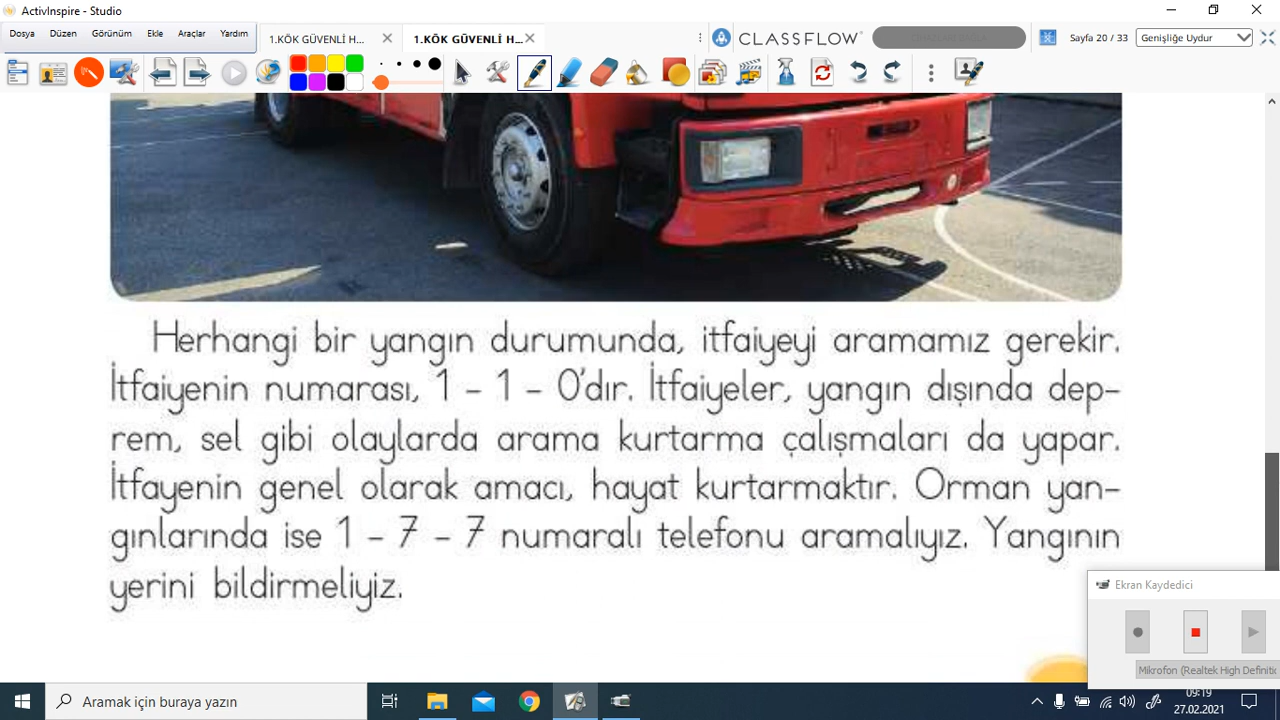 ActivInspire - Studio
Dosya Düzen Görünüm Ekle Araçlar Yardım
1.KÖK GÜVENLİ H... 1.KÖK GÜVENLİ H...
CLASSFLOW
Sayfa 20 / 33
Genişliğe Uydur
Herhangi bir yangın durumunda, itfaiyeyi aramamız gerekir.
İtfaiyenin numarası, 1 - 1 - 0'dır. İtfaiyeler, yangın dışında dep-
rem, sel gibi olaylarda arama kurtarma çalışmaları da yapar.
İtfayenin genel olarak amacı, hayat kurtarmaktır. Orman yan-
gınlarında ise 1 - 7 - 7 numaralı telefonu aramalıyız. Yangının
yerini bildirmeliyiz.
Ekran Kaydedici
Mikrofon (Realtek High Definitic
Aramak için buraya yazın
09:19
27.02.2021